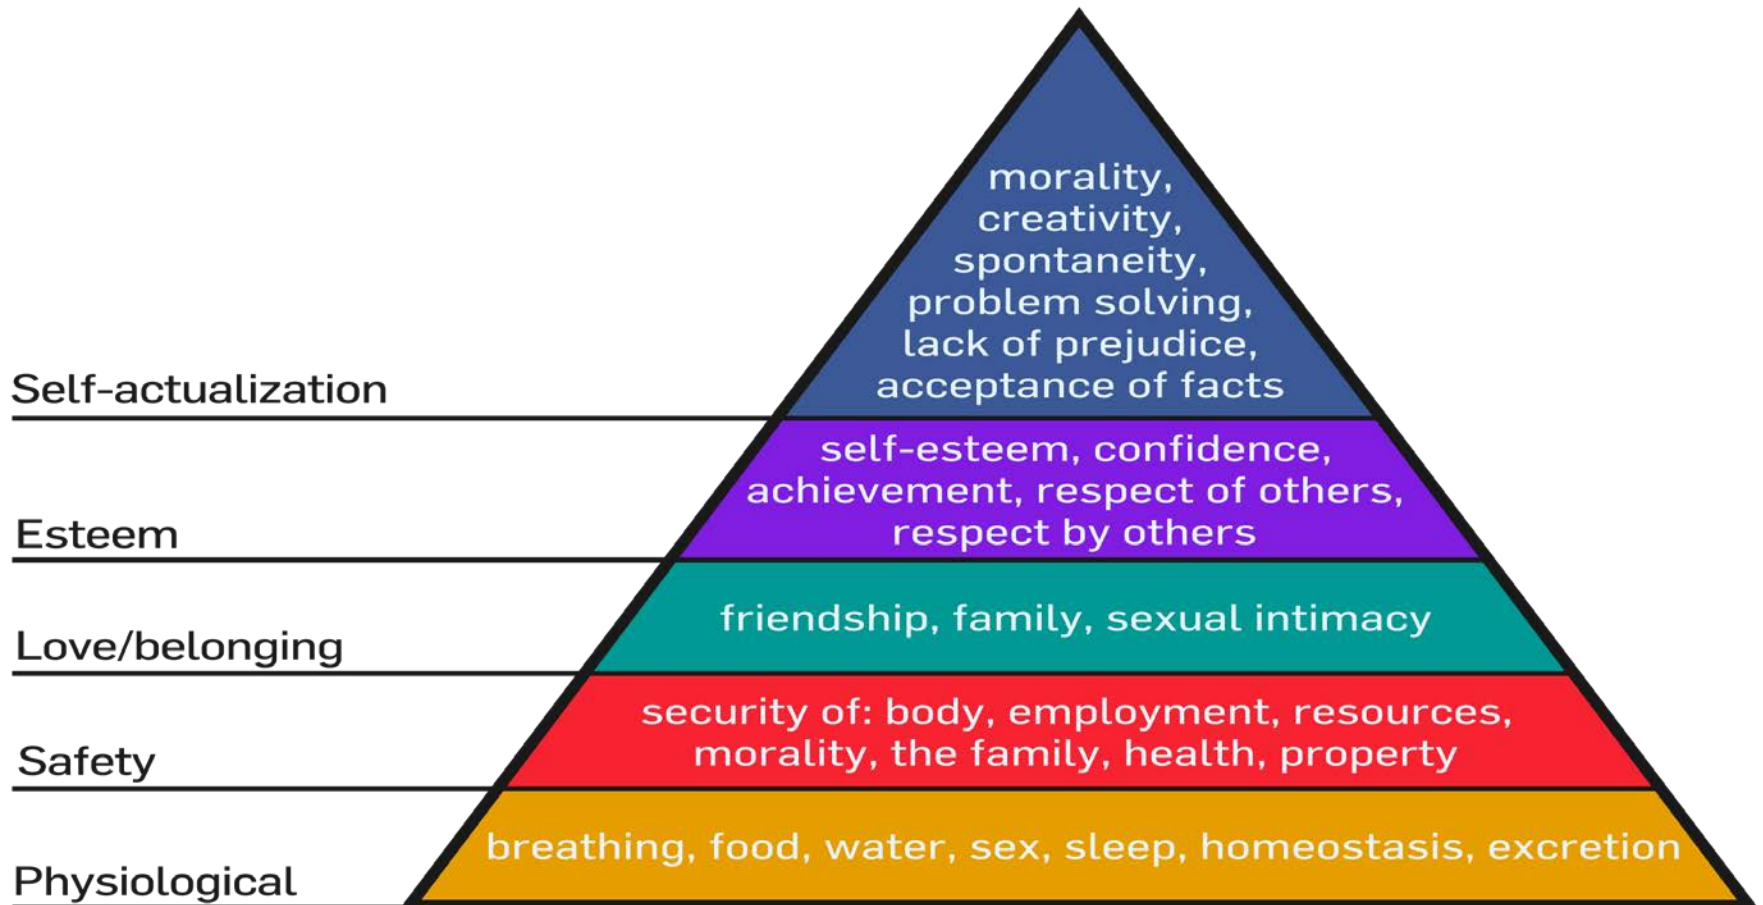 morality,
creativity,
spontaneity,
problem solving,
lack of prejudice,
acceptance of facts
Self-actualization
self-esteem, confidence,
achievement, respect of others,
respect by others
Esteem
friendship, family, sexual intimacy
Love/belonging
security of: body, employment, resources,
morality, the family, health, property
Safety
breathing, food, water, sex, sleep, homeostasis, excretion
Physiological